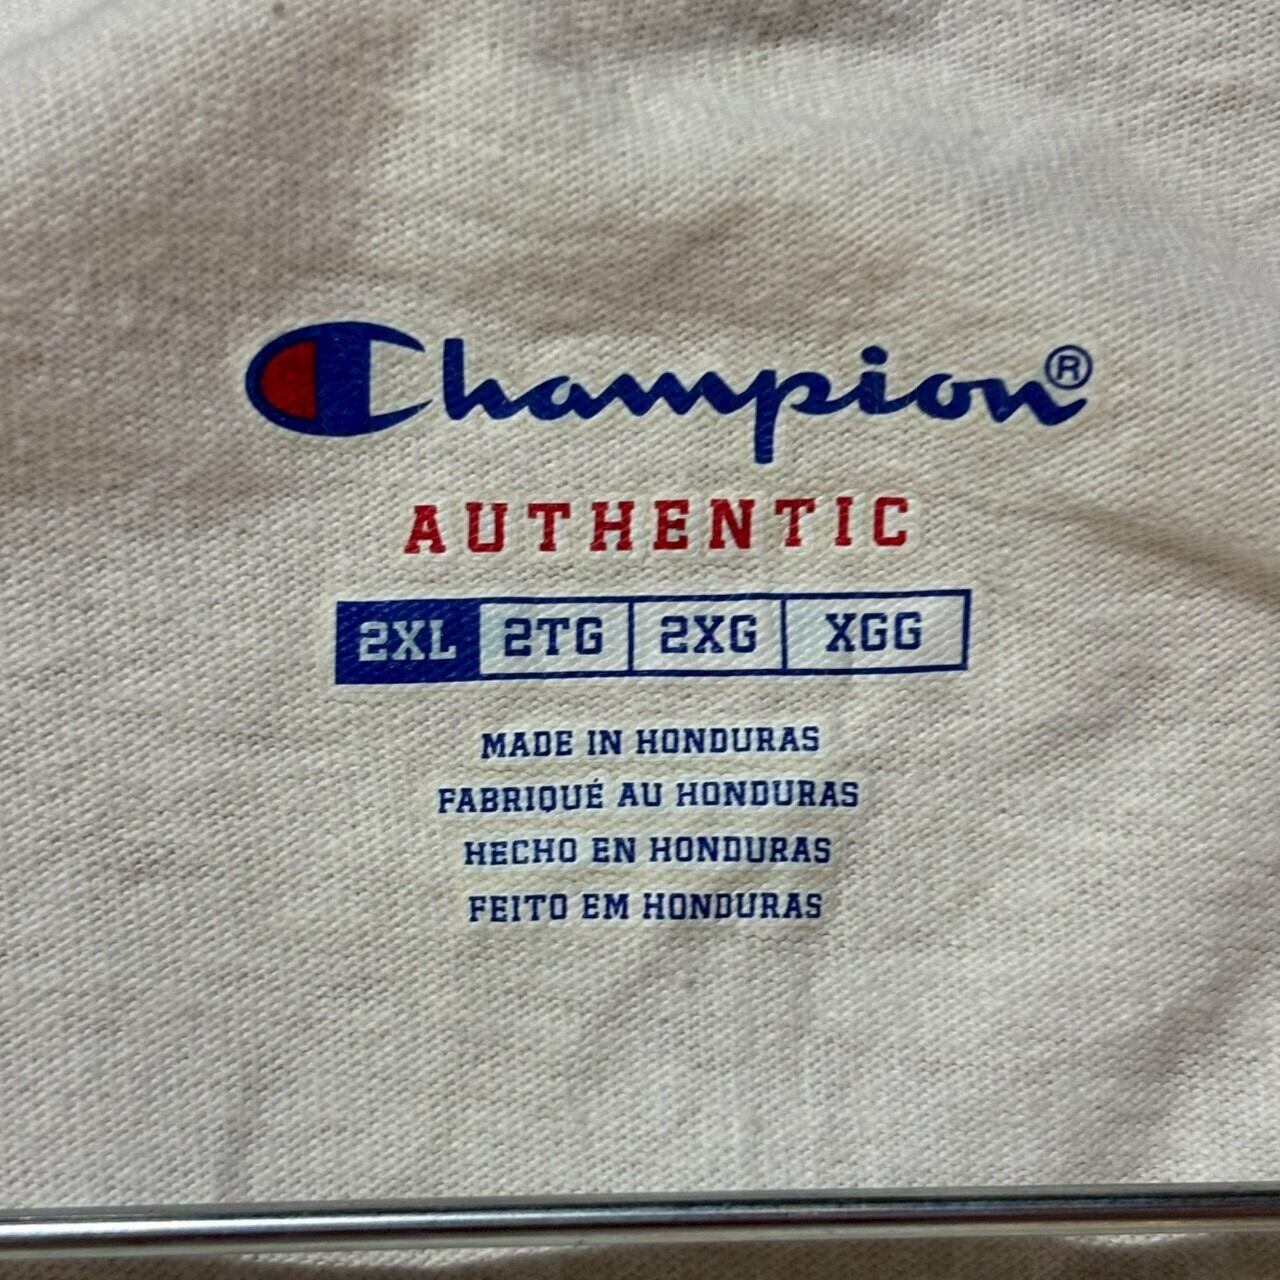 Champion®
AUTHENTIC
2XL 2TG 2XG XGG
MADE IN HONDURAS
FABRIQUÉ AU HONDURAS
HECHO EN HONDURAS
FEITO EM HONDURAS